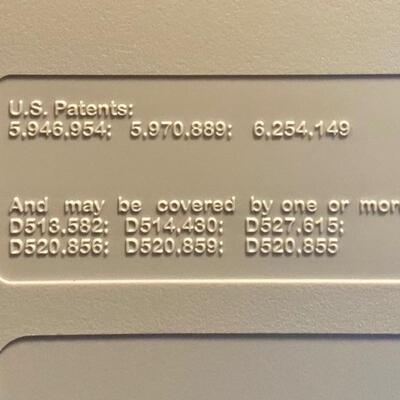 U.S. Patents:
5,946,954; 5,970,889; 6,254,149
And may be covered by one or mor
D513,582; D514,430; D527,615;
D520,856; D520,859; D520,855